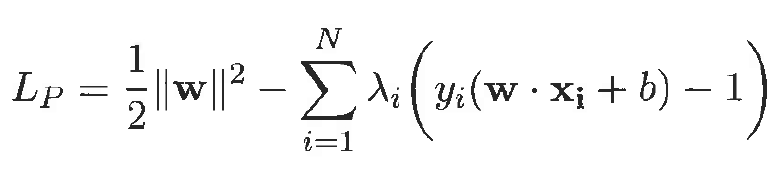 L_P = \frac{1}{2}\|\mathbf{w}\|^2 - \sum_{i=1}^{N} \lambda_i \Big( y_i(\mathbf{w} \cdot \mathbf{x_i} + b) - 1 \Big)